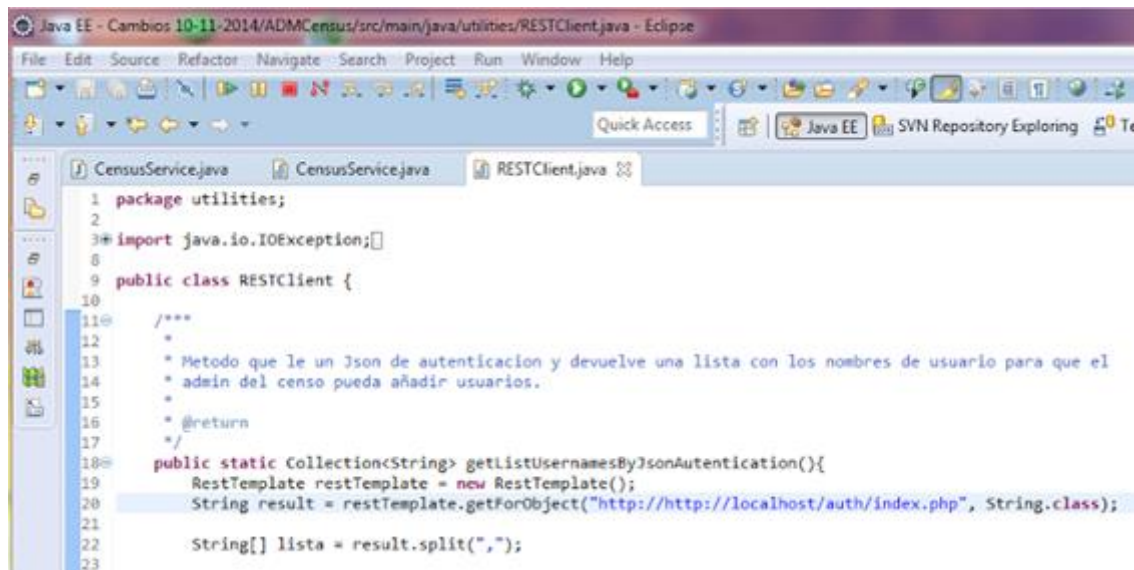 Java EE - Cambios 10-11-2014/ADMCensus/src/main/java/utilities/RESTClient.java - Eclipse
File Edit Source Refactor Navigate Search Project Run Window Help
Quick Access Java EE SVN Repository Exploring Te
CensusService.java CensusService.java RESTClient.java
1 package utilities;
2
3 import java.io.IOException;
8
9 public class RESTClient {
10
11 /***
12 *
13 * Metodo que le un Json de autenticacion y devuelve una lista con los nombres de usuario para que el
14 * admin del censo pueda añadir usuarios.
15 *
16 * @return
17 */
18 public static Collection<String> getListUsernamesByJsonAutentication(){
19 RestTemplate restTemplate = new RestTemplate();
20 String result = restTemplate.getForObject("http://http://localhost/auth/index.php", String.class);
21
22 String[] lista = result.split(",");
23